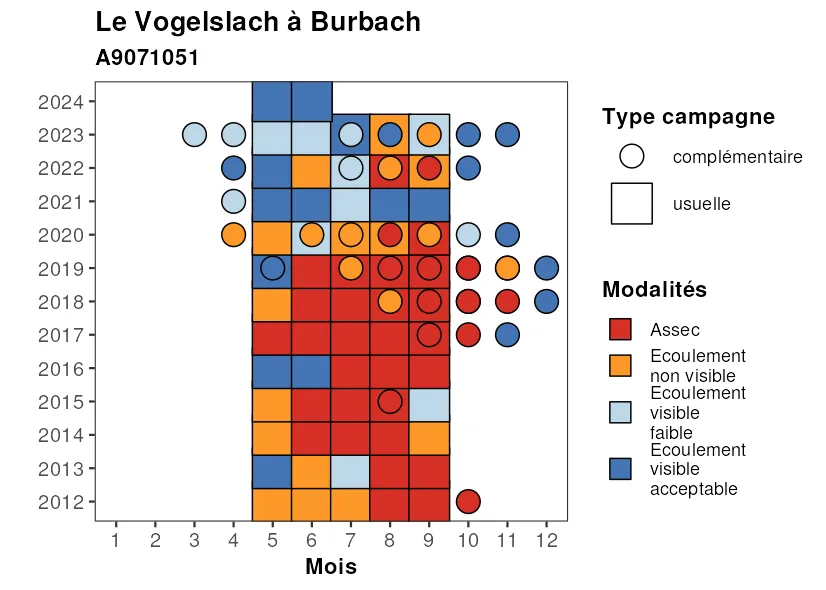 Le Vogelslach à Burbach
A9071051
2024
2023
2022
2021
2020
2019
2018
2017
2016
2015
2014
2013
2012
1 2 3 4 5 6 7 8 9 10 11 12
Mois
Type campagne
complémentaire
usuelle
Modalités
Assec
Ecoulement
non visible
Ecoulement
visible
faible
Ecoulement
visible
acceptable